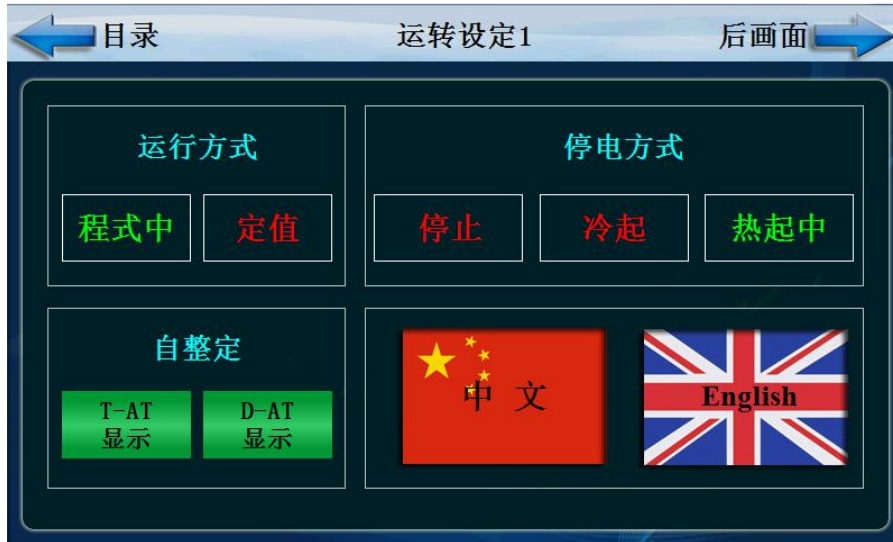 目录 运转设定1 后画面
运行方式
程式中 定值
停电方式
停止 冷起 热起中
自整定
T-AT
显示
D-AT
显示
中 文
English